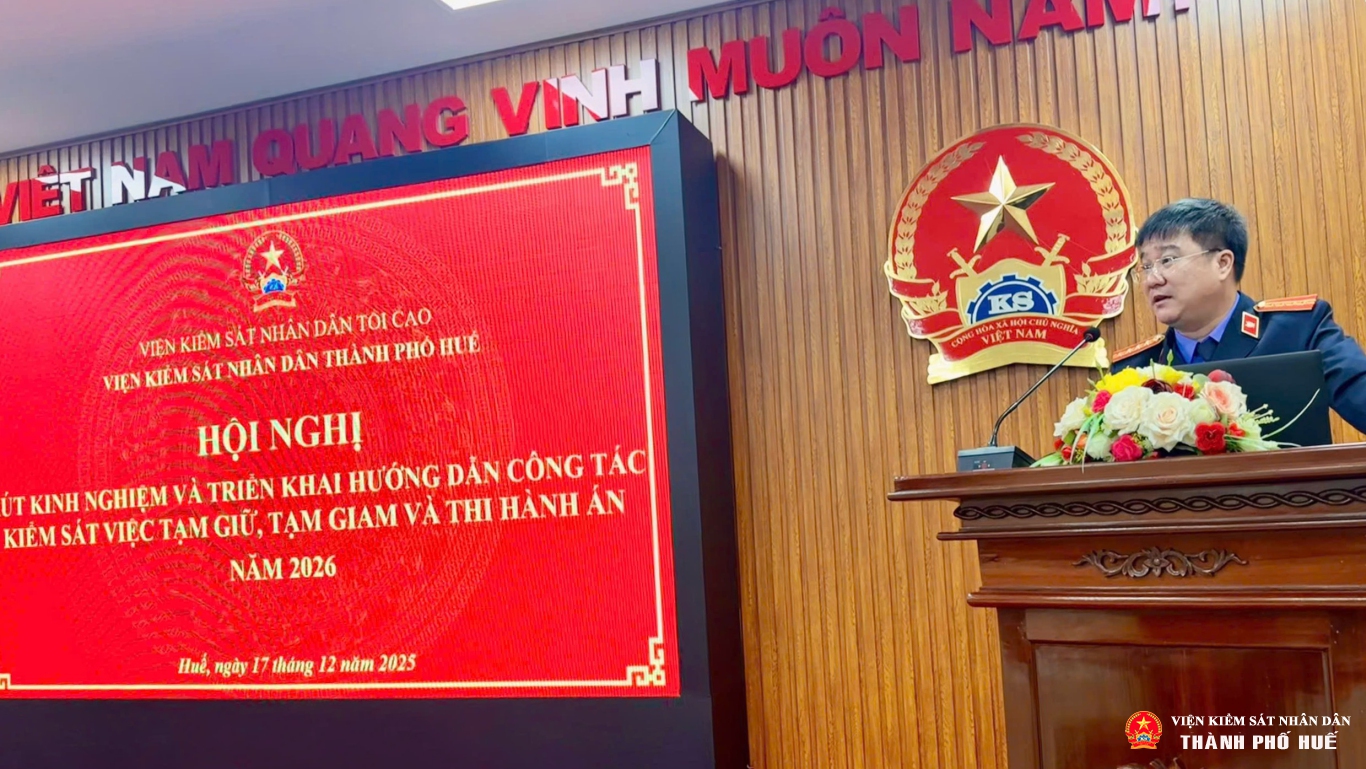 VIỆT NAM QUANG VINH MUÔN NĂM
VIỆN KIỂM SÁT NHÂN DÂN TỐI CAO
VIỆN KIỂM SÁT NHÂN DÂN THÀNH PHỐ HUẾ
HỘI NGHỊ
ÚT KINH NGHIỆM VÀ TRIỂN KHAI HƯỚNG DẪN CÔNG TÁC
KIỂM SÁT VIỆC TẠM GIỮ, TẠM GIAM VÀ THI HÀNH ÁN
NĂM 2026
Huế, ngày 17 tháng 12 năm 2025
KS
CỘNG HÒA XÃ HỘI CHỦ NGHĨA
VIỆT NAM
VIỆN KIỂM SÁT NHÂN DÂN
THÀNH PHỐ HUẾ